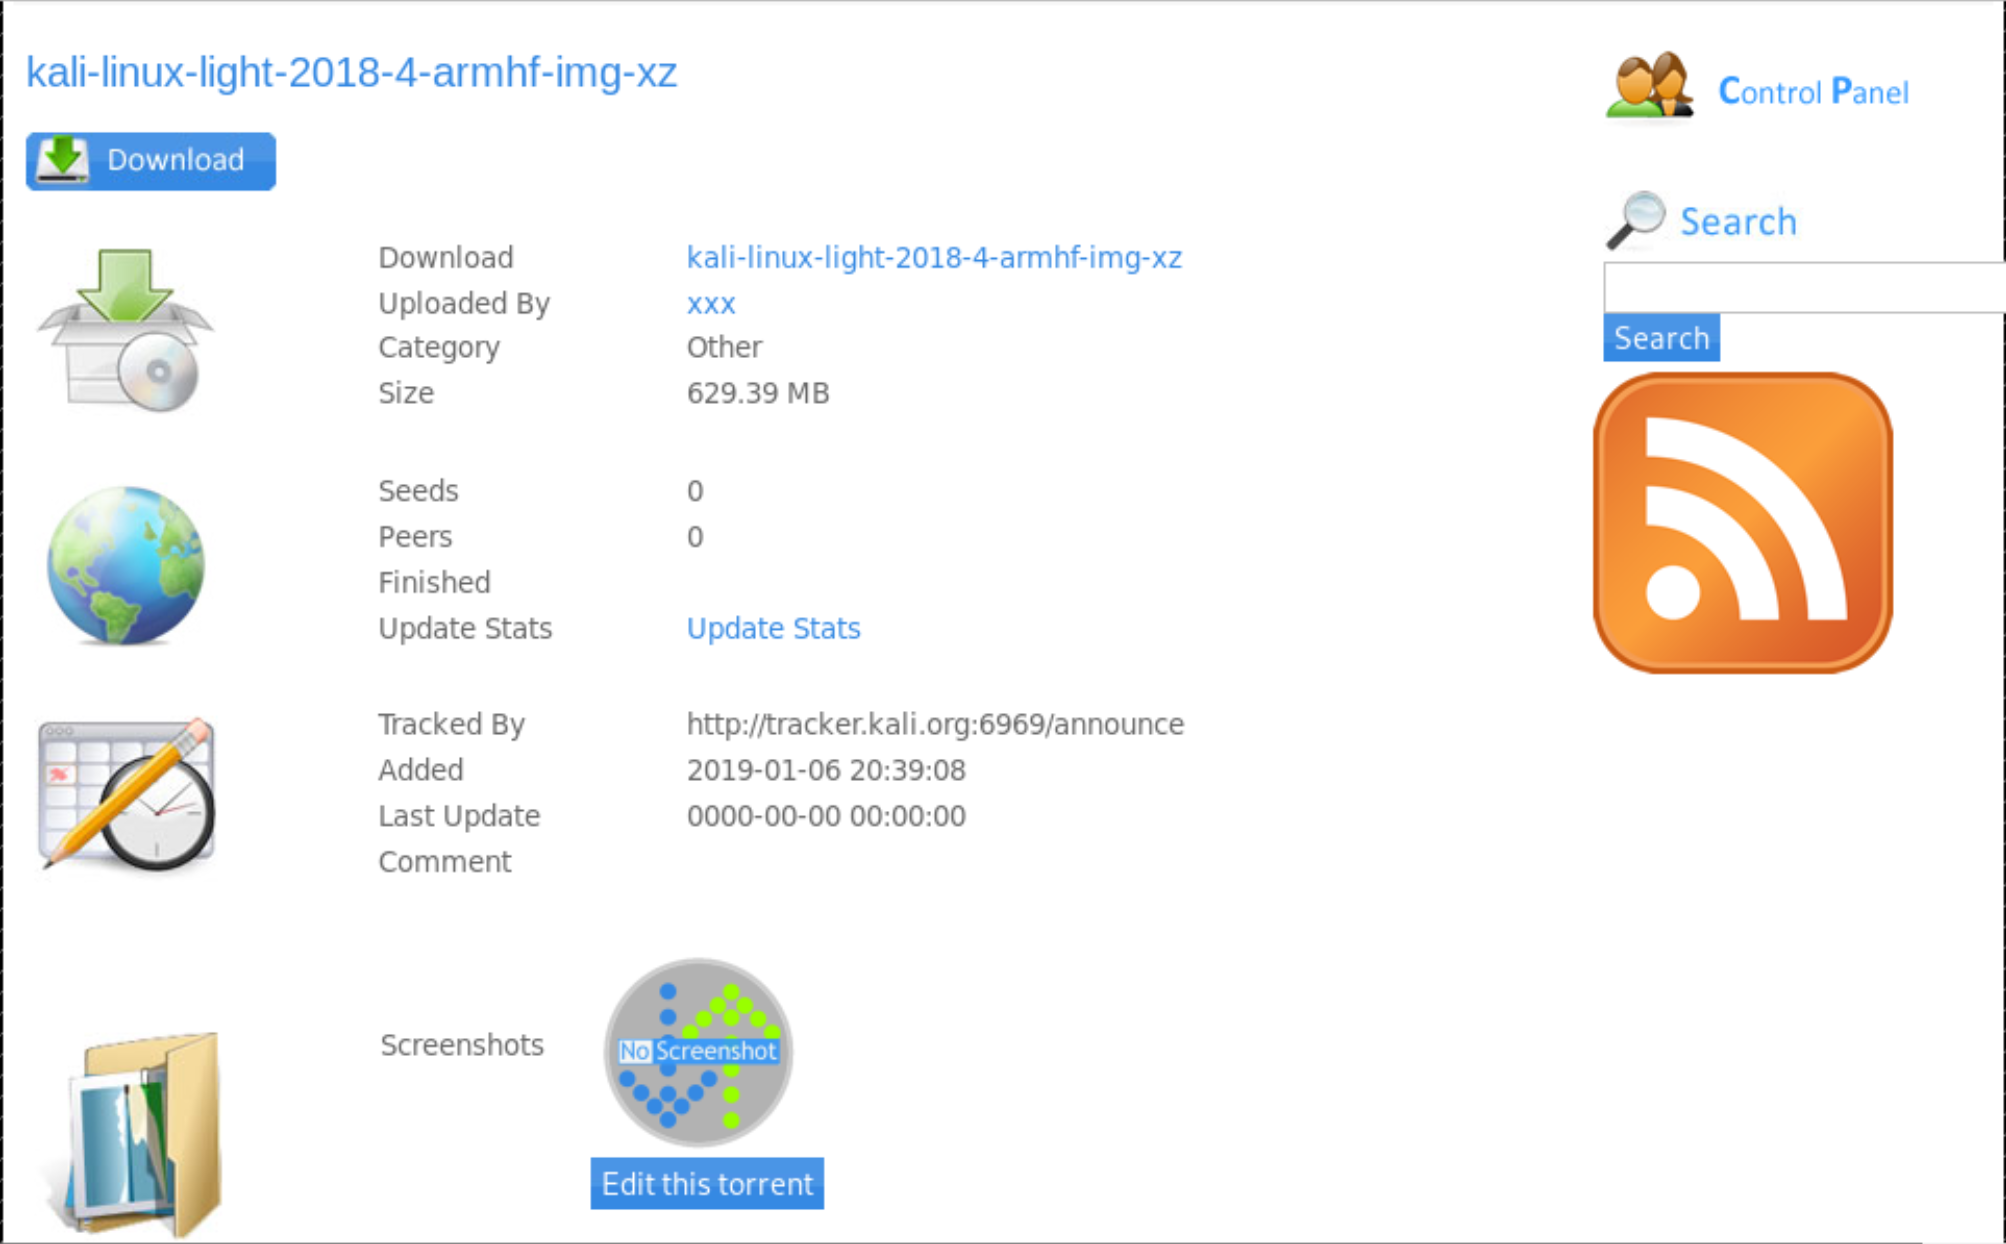 kali-linux-light-2018-4-armhf-img-xz
Download
Download kali-linux-light-2018-4-armhf-img-xz
Uploaded By xxx
Category Other
Size 629.39 MB
Seeds 0
Peers 0
Finished
Update Stats Update Stats
Tracked By http://tracker.kali.org:6969/announce
Added 2019-01-06 20:39:08
Last Update 0000-00-00 00:00:00
Comment
Screenshots
No Screenshot
Edit this torrent
Control Panel
Search
Search